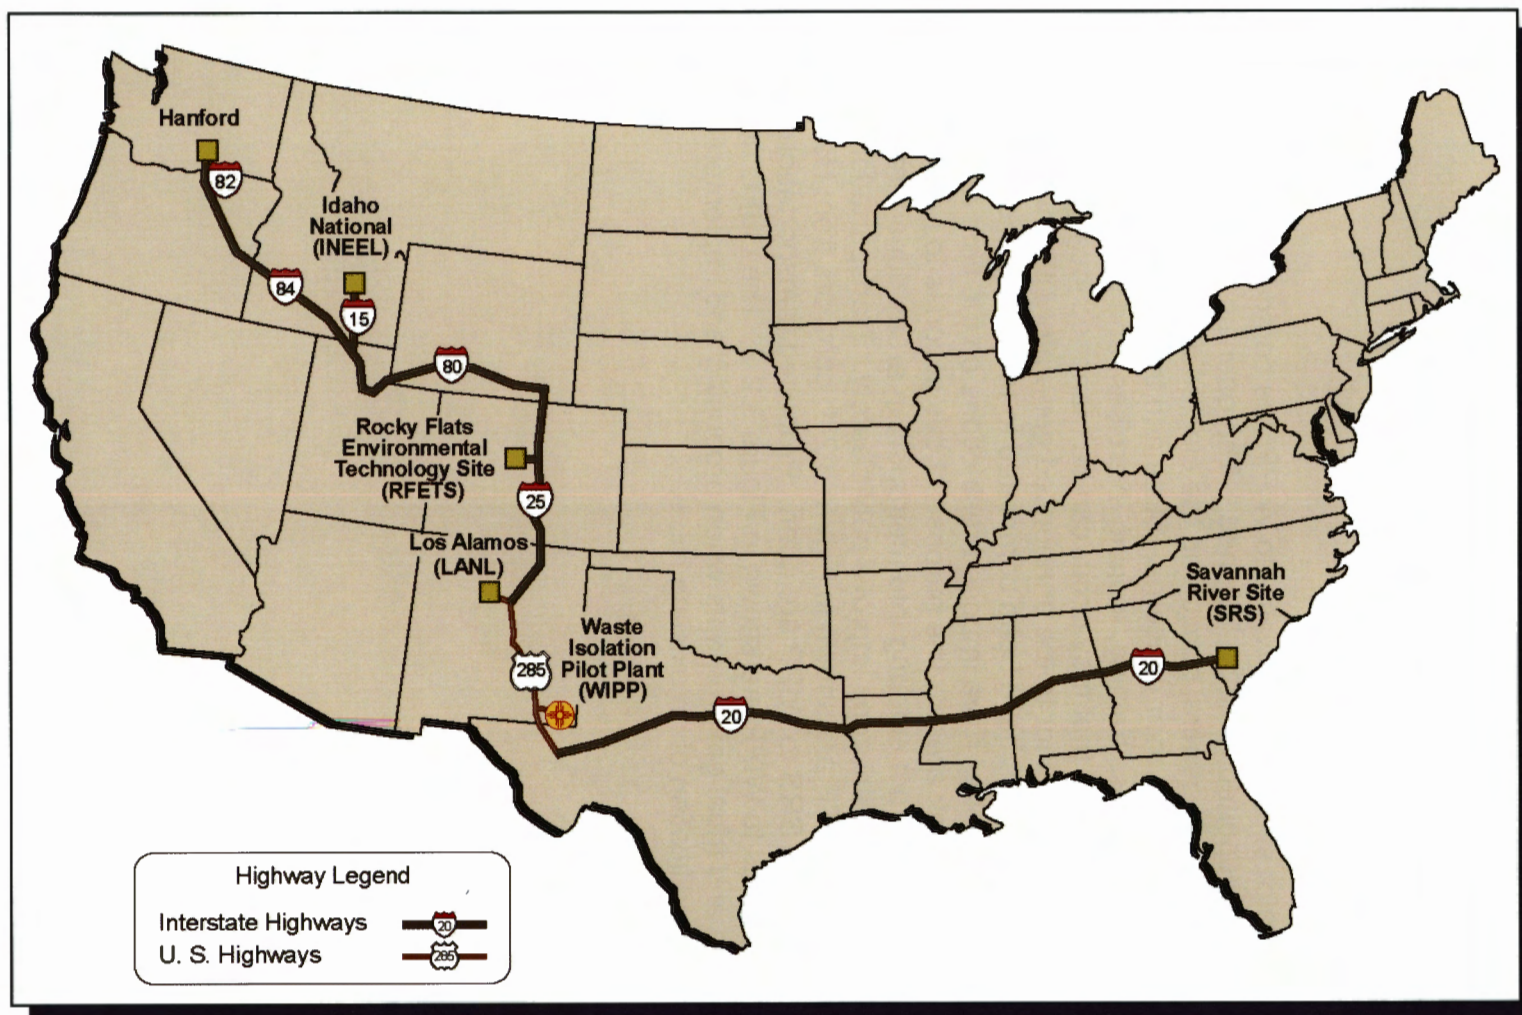 Hanford
82
Idaho
National
(INEEL)
84
15
80
Rocky Flats
Environmental
Technology Site
(RFETS)
25
Los Alamos
(LANL)
Waste
Isolation
Pilot Plant
(WIPP)
285
20
Savannah
River Site
(SRS)
20
Highway Legend
Interstate Highways 20
U. S. Highways 285